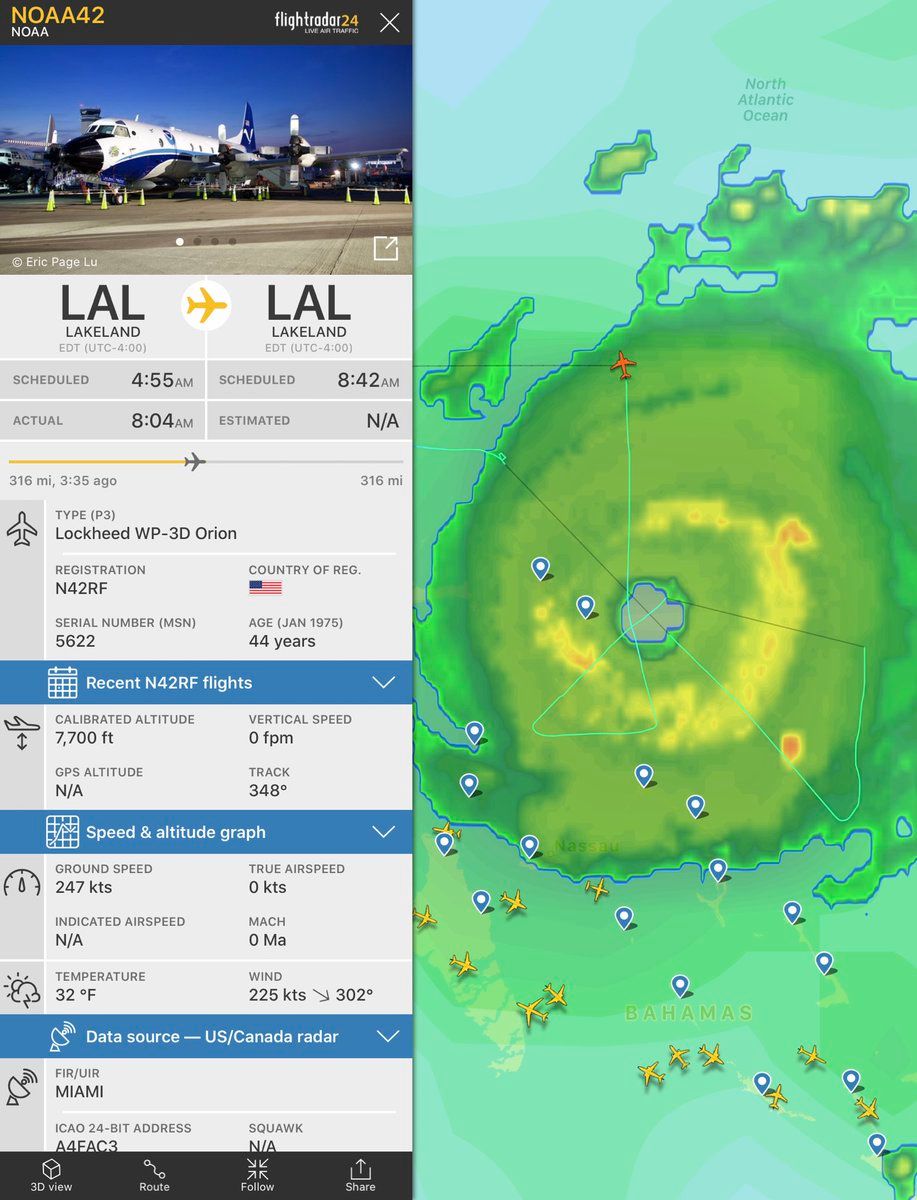 NOAA42
NOAA
flightradar24
LIVE AIR TRAFFIC
© Eric Page Lu
LAL
LAKELAND
EDT (UTC-4:00)
LAL
LAKELAND
EDT (UTC-4:00)
SCHEDULED 4:55AM
SCHEDULED 8:42AM
ACTUAL 8:04AM
ESTIMATED N/A
316 mi, 3:35 ago
316 mi
TYPE (P3)
Lockheed WP-3D Orion
REGISTRATION
N42RF
COUNTRY OF REG.
SERIAL NUMBER (MSN)
5622
AGE (JAN 1975)
44 years
Recent N42RF flights
CALIBRATED ALTITUDE
7,700 ft
VERTICAL SPEED
0 fpm
GPS ALTITUDE
N/A
TRACK
348°
Speed & altitude graph
GROUND SPEED
247 kts
TRUE AIRSPEED
0 kts
INDICATED AIRSPEED
N/A
MACH
0 Ma
TEMPERATURE
32 °F
WIND
225 kts ↘ 302°
Data source — US/Canada radar
FIR/UIR
MIAMI
ICAO 24-BIT ADDRESS
A4FAC3
SQUAWK
N/A
3D view
Route
Follow
Share
North
Atlantic
Ocean
Nassau
BAHAMAS